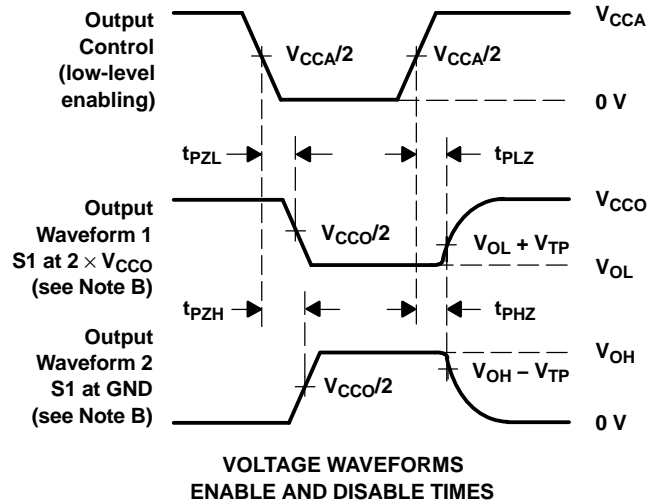 Output
Control
(low-level
enabling)
V_CCA/2
V_CCA/2
V_CCA
0 V
t_PZL
t_PLZ
Output
Waveform 1
S1 at 2 × V_CCO
(see Note B)
V_CCO/2
V_CCO
V_OL + V_TP
V_OL
t_PZH
t_PHZ
Output
Waveform 2
S1 at GND
(see Note B)
V_CCO/2
V_OH
V_OH − V_TP
0 V
VOLTAGE WAVEFORMS
ENABLE AND DISABLE TIMES